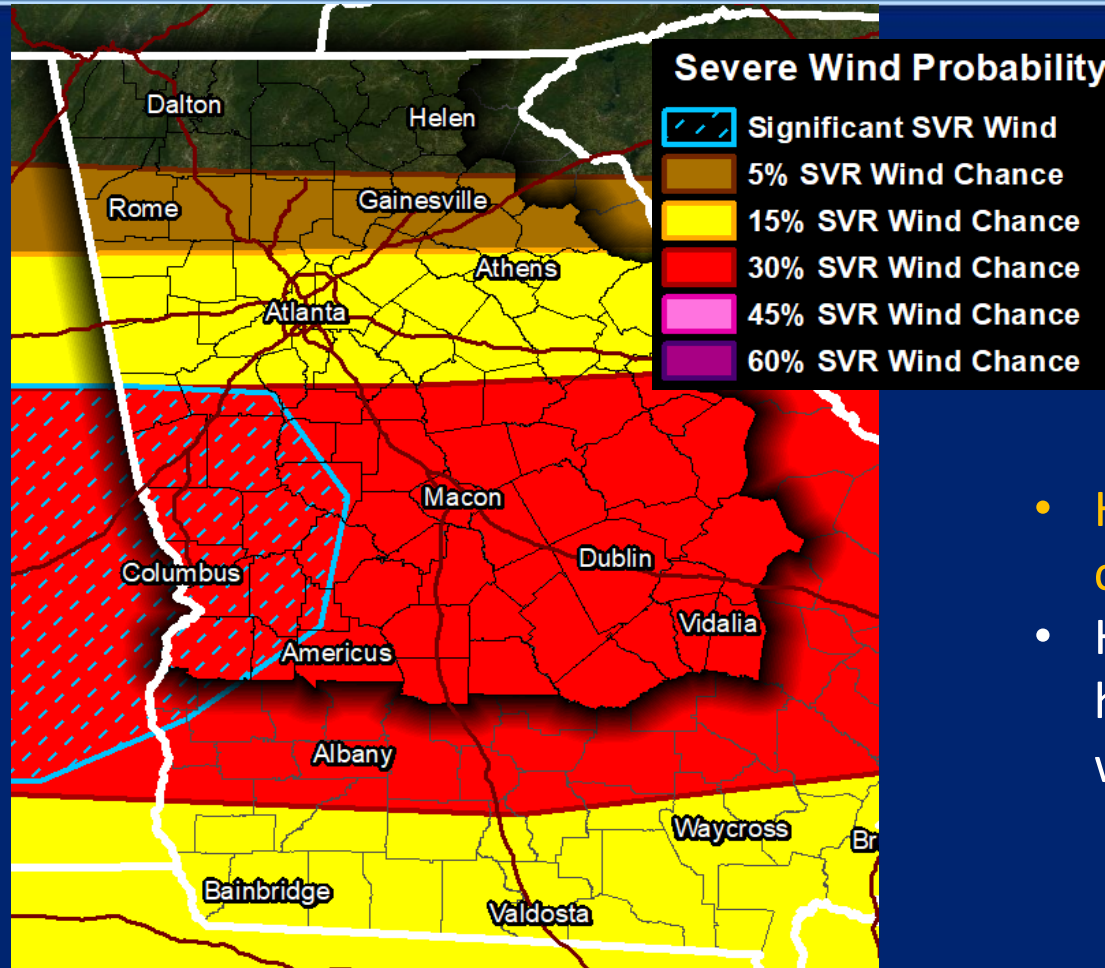 Severe Wind Probability
Significant SVR Wind
5% SVR Wind Chance
15% SVR Wind Chance
30% SVR Wind Chance
45% SVR Wind Chance
60% SVR Wind Chance
Dalton
Helen
Rome
Gainesville
Athens
Atlanta
Macon
Columbus
Dublin
Vidalia
Americus
Albany
Waycross
Bainbridge
Valdosta